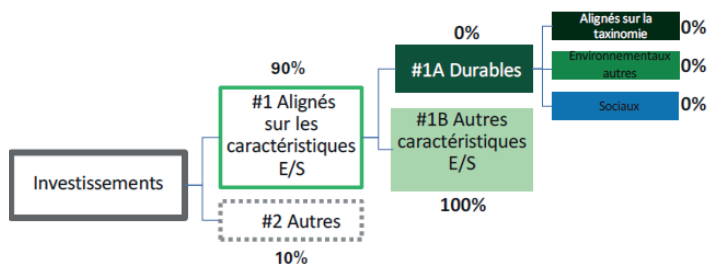 Investissements
90%
#1 Alignés
sur les
caractéristiques
E/S
#2 Autres
10%
0%
#1A Durables
#1B Autres
caractéristiques
E/S
100%
Alignés sur la
taxinomie
0%
Environnementaux
autres
0%
Sociaux
0%